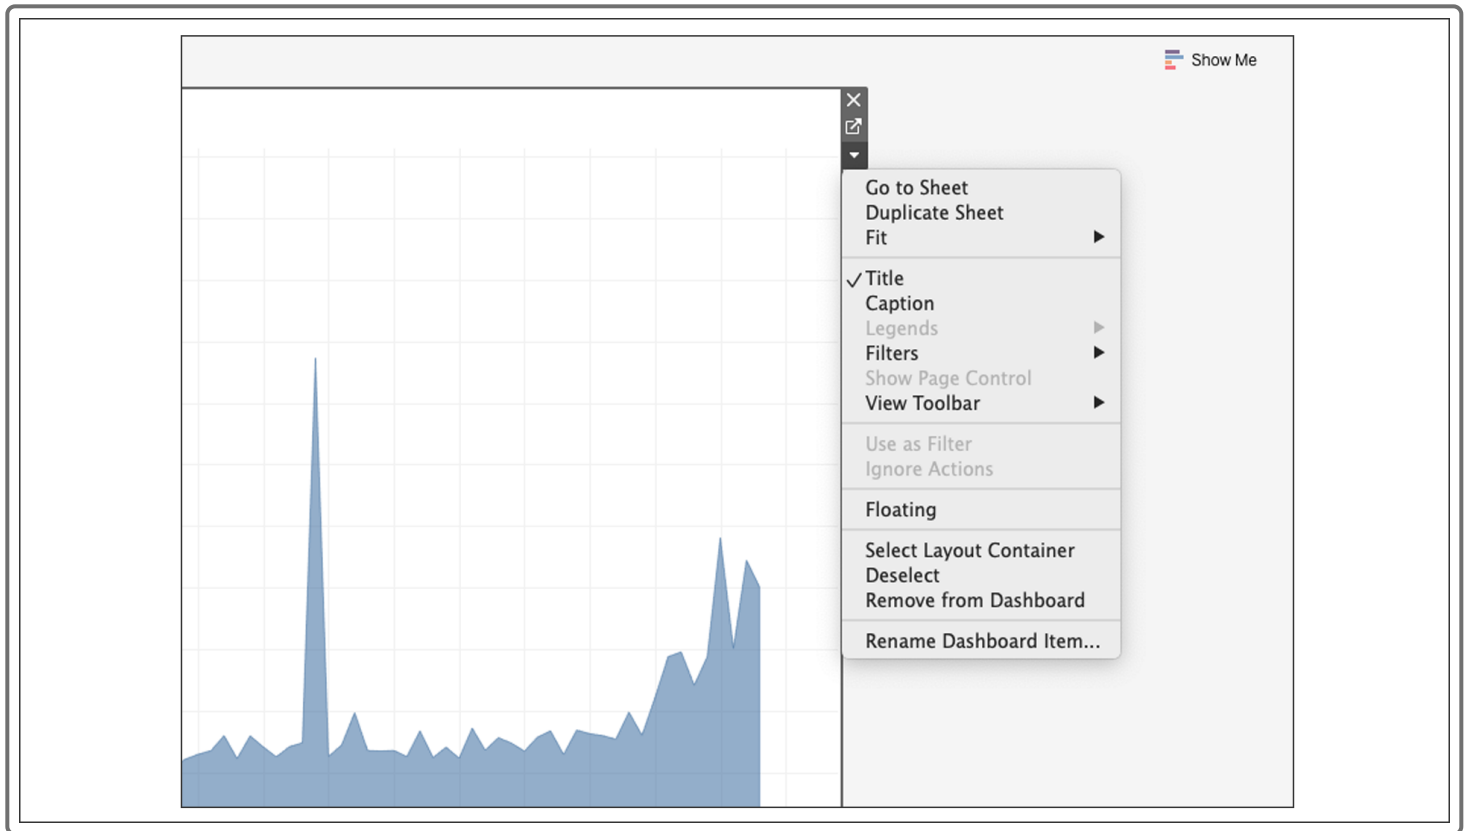 Show Me
Go to Sheet
Duplicate Sheet
Fit
Title
Caption
Legends
Filters
Show Page Control
View Toolbar
Use as Filter
Ignore Actions
Floating
Select Layout Container
Deselect
Remove from Dashboard
Rename Dashboard Item...